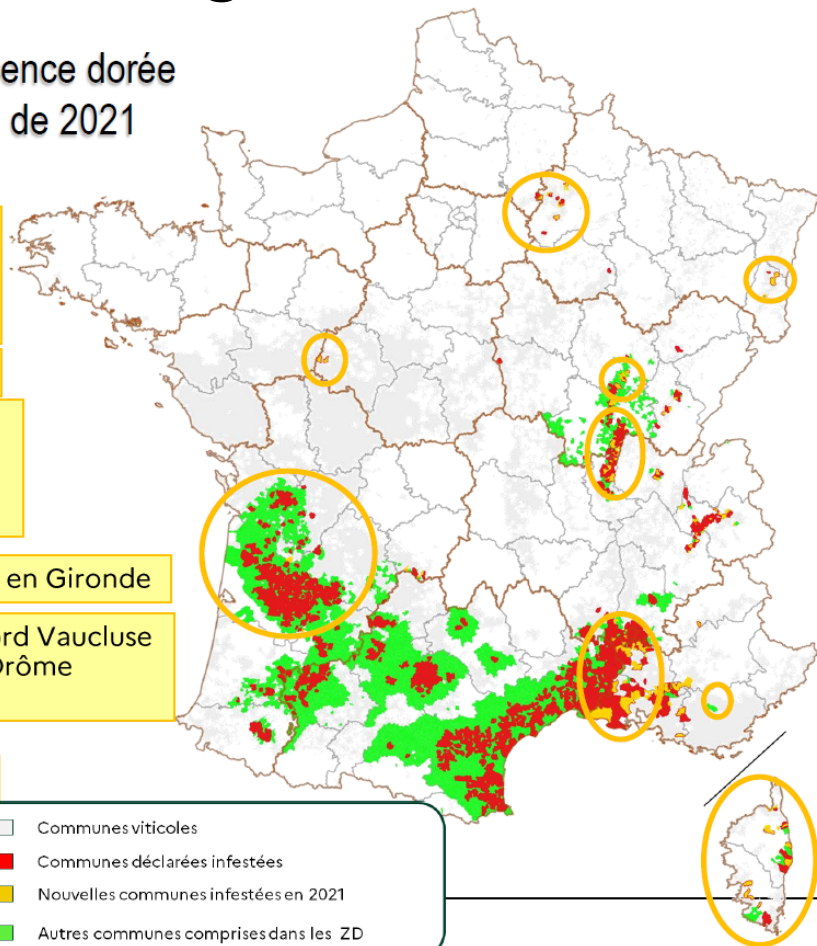 ence dorée
de 2021
en Gironde
rd Vaucluse
Communes viticoles
Communes déclarées infestées
Nouvelles communes infestées en 2021
Autres communes comprises dans les ZD